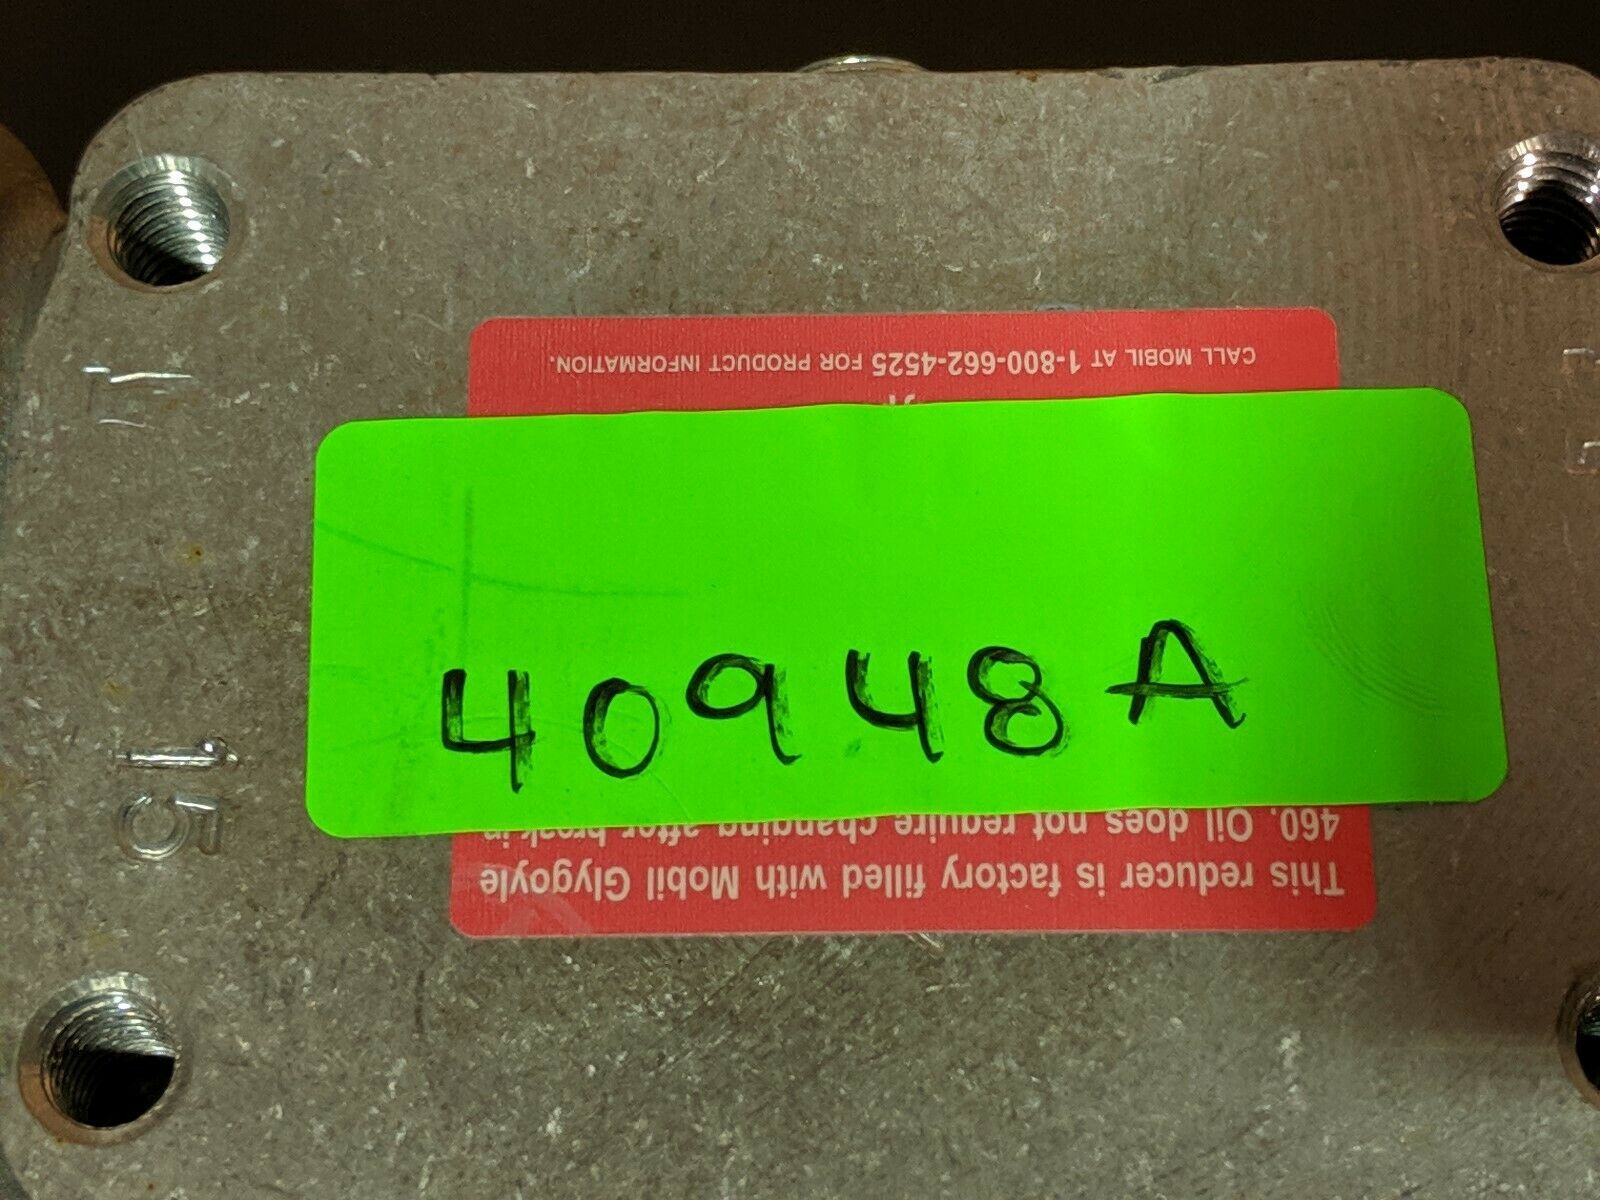 40948A
This reducer is factory filled with Mobil Glygoyle
460. Oil does not require changing after break in
CALL MOBIL AT 1-800-662-4525 FOR PRODUCT INFORMATION.
15